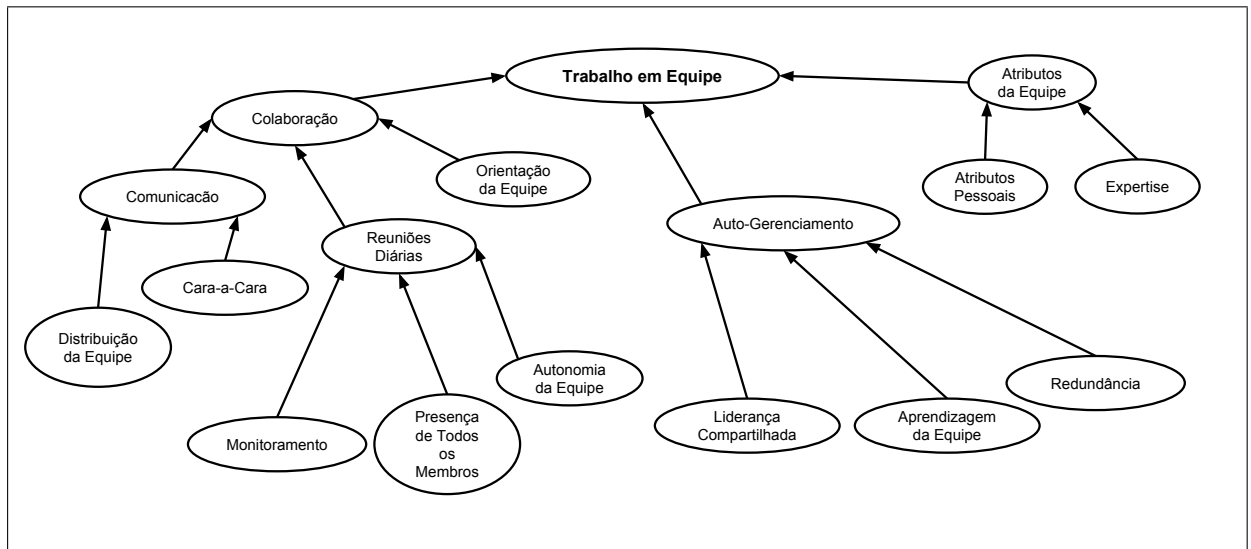 Trabalho em Equipe
Atributos
da Equipe
Colaboração
Orientação
da Equipe
Atributos
Pessoais
Expertise
Comunicacão
Auto-Gerenciamento
Reuniões
Diárias
Cara-a-Cara
Distribuição
da Equipe
Autonomia
da Equipe
Redundância
Monitoramento
Presença
de Todos
os
Membros
Liderança
Compartilhada
Aprendizagem
da Equipe